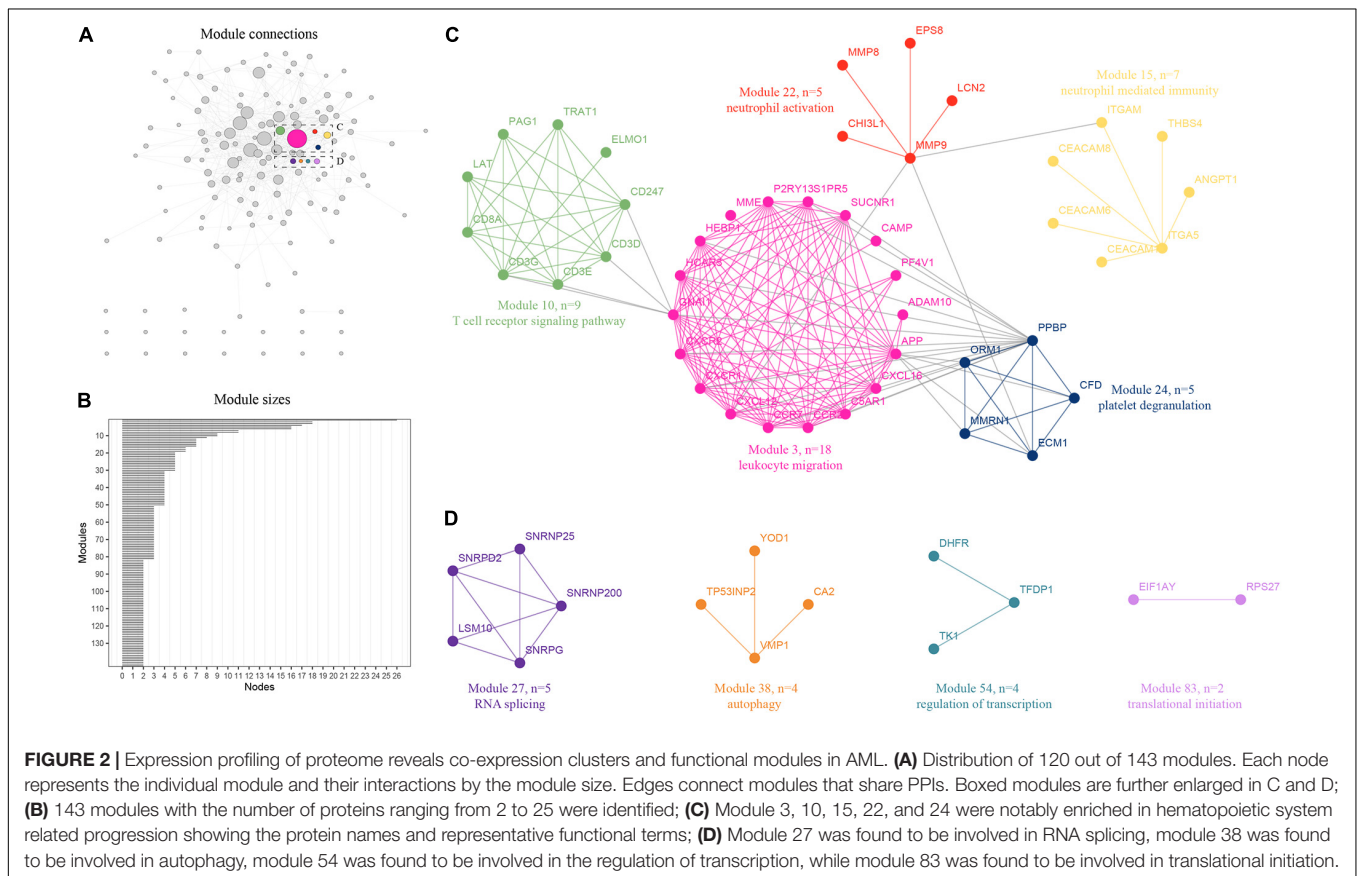 A
Module connections
C
D
B
Module sizes
Modules
10
20
30
40
50
60
70
80
90
100
110
120
130
0 1 2 3 4 5 6 7 8 9 10 11 12 13 14 15 16 17 18 19 20 21 22 23 24 25 26
Nodes
C
PAG1
TRAT1
ELMO1
LAT
CD247
CD8A
CD3D
CD3G
CD3E
Module 10, n=9
T cell receptor signaling pathway
EPS8
MMP8
LCN2
CHI3L1
MMP9
Module 22, n=5
neutrophil activation
Module 15, n=7
neutrophil mediated immunity
ITGAM
THBS4
CEACAM8
ANGPT1
CEACAM6
ITGA5
P2RY13
S1PR5
MME
SUCNR1
HEBP1
CAMP
HCAR3
PF4V1
GNAI1
ADAM10
APP
CXCR1
CXCL16
CXCL12
C5AR1
CCR7
Module 3, n=18
leukocyte migration
PPBP
ORM1
CFD
MMRN1
ECM1
Module 24, n=5
platelet degranulation
D
SNRNP25
SNRPD2
SNRNP200
LSM10
SNRPG
Module 27, n=5
RNA splicing
YOD1
TP53INP2
CA2
VMP1
Module 38, n=4
autophagy
DHFR
TFDP1
TK1
Module 54, n=4
regulation of transcription
EIF1AY
RPS27
Module 83, n=2
translational initiation
FIGURE 2 | Expression profiling of proteome reveals co-expression clusters and functional modules in AML. (A) Distribution of 120 out of 143 modules. Each node
represents the individual module and their interactions by the module size. Edges connect modules that share PPIs. Boxed modules are further enlarged in C and D;
(B) 143 modules with the number of proteins ranging from 2 to 25 were identified; (C) Module 3, 10, 15, 22, and 24 were notably enriched in hematopoietic system
related progression showing the protein names and representative functional terms; (D) Module 27 was found to be involved in RNA splicing, module 38 was found
to be involved in autophagy, module 54 was found to be involved in the regulation of transcription, while module 83 was found to be involved in translational initiation.